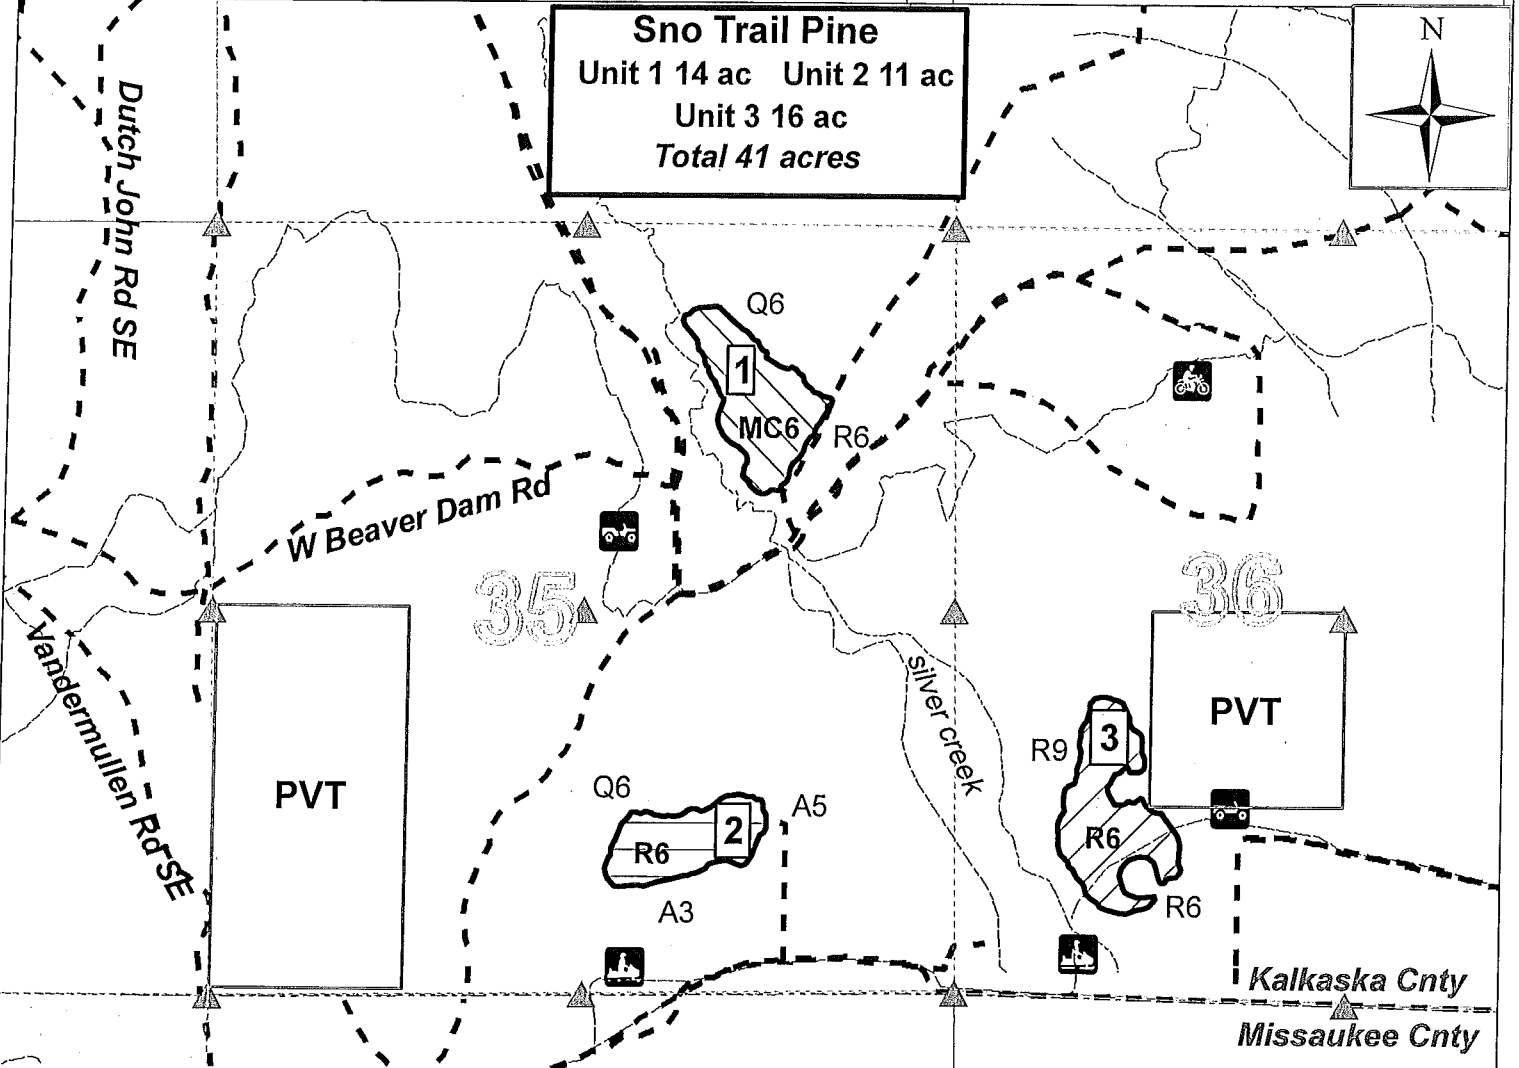 Sno Trail Pine
Unit 1 14 ac Unit 2 11 ac
Unit 3 16 ac
Total 41 acres
N
Dutch John Rd SE
Q6
1
MC6
R6
W Beaver Dam Rd
35
36
Vandermullen Rd SE
silver creek
PVT
PVT
R9
3
Q6
2
A5
R6
R6
A3
R6
Kalkaska Cnty
Missaukee Cnty